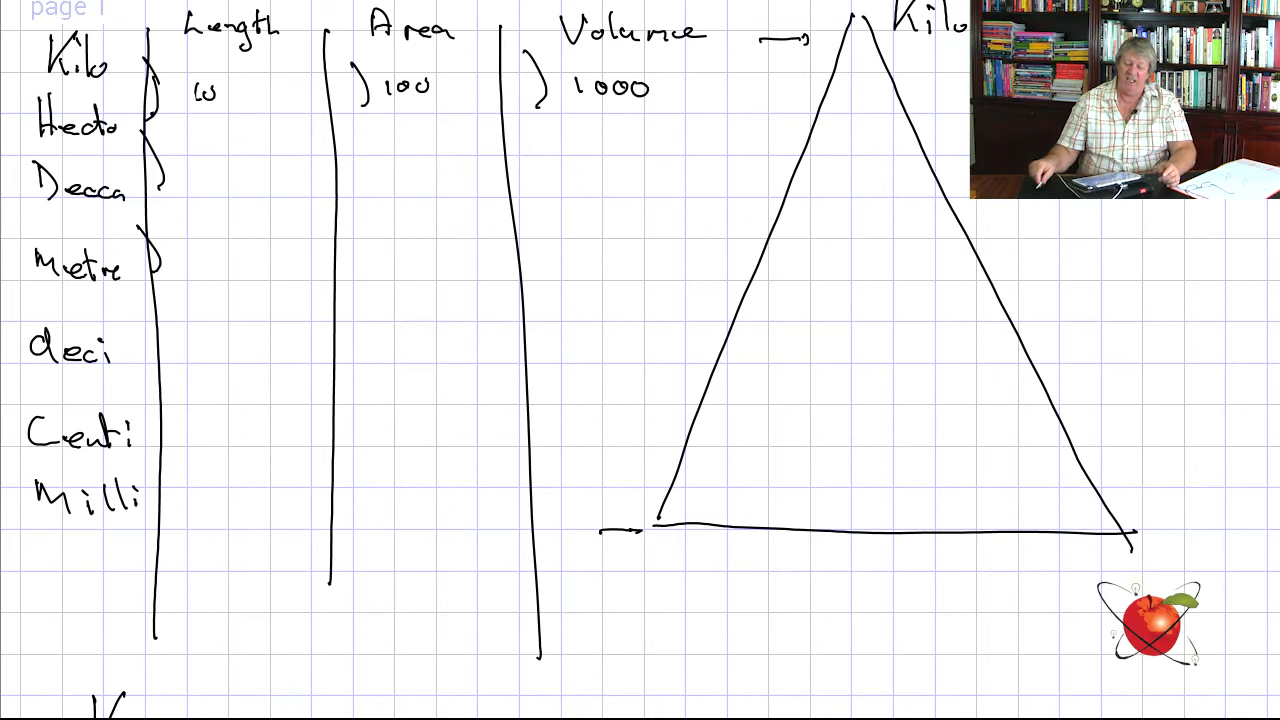 page 1
Length Area Volume → Kilo
Kilo
10 100 1000
Hecto
Decca
Metre
deci
Centi
Milli
K